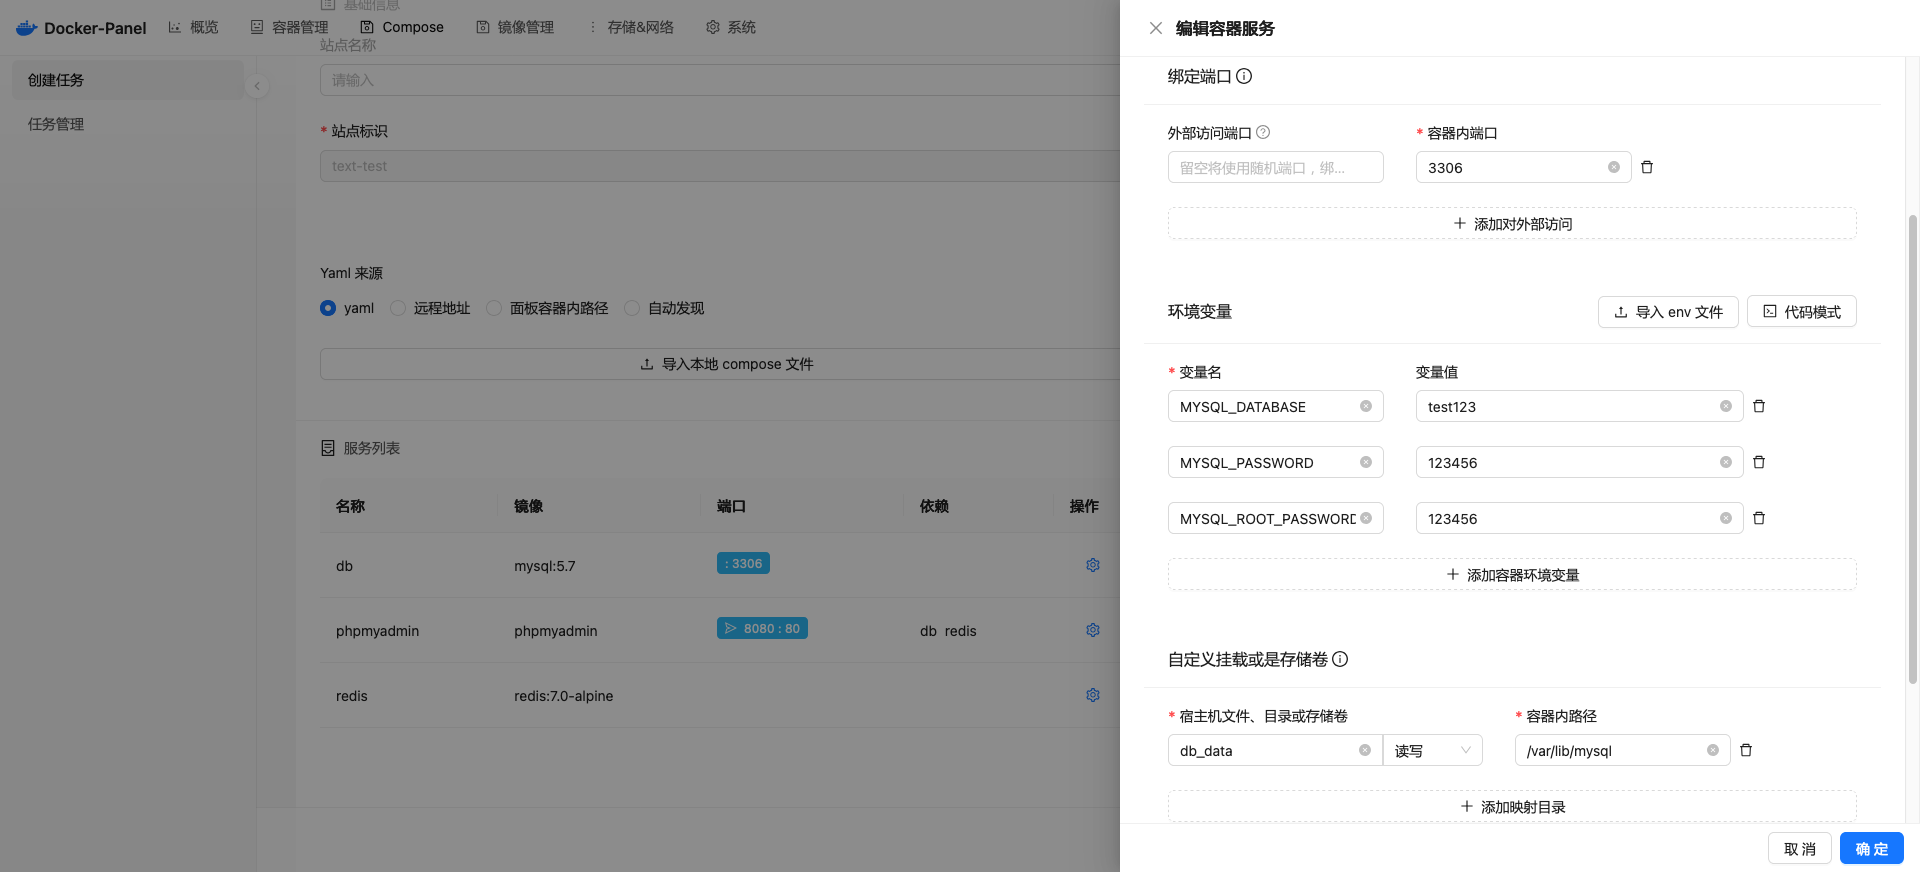 Docker-Panel
概览
容器管理
Compose
镜像管理
存储&网络
系统
创建任务
任务管理
基础信息
站点名称
请输入
* 站点标识
text-test
Yaml 来源
yaml
远程地址
面板容器内路径
自动发现
导入本地 compose 文件
服务列表
名称 镜像 端口 依赖 操作
db mysql:5.7 : 3306
phpmyadmin phpmyadmin 8080 : 80 db redis
redis redis:7.0-alpine
编辑容器服务
绑定端口
外部访问端口 * 容器内端口
留空将使用随机端口，绑... 3306
添加对外部访问
环境变量
导入 env 文件
代码模式
* 变量名 变量值
MYSQL_DATABASE test123
MYSQL_PASSWORD 123456
MYSQL_ROOT_PASSWORD 123456
添加容器环境变量
自定义挂载或是存储卷
* 宿主机文件、目录或存储卷 * 容器内路径
db_data 读写 /var/lib/mysql
添加映射目录
取 消
确 定